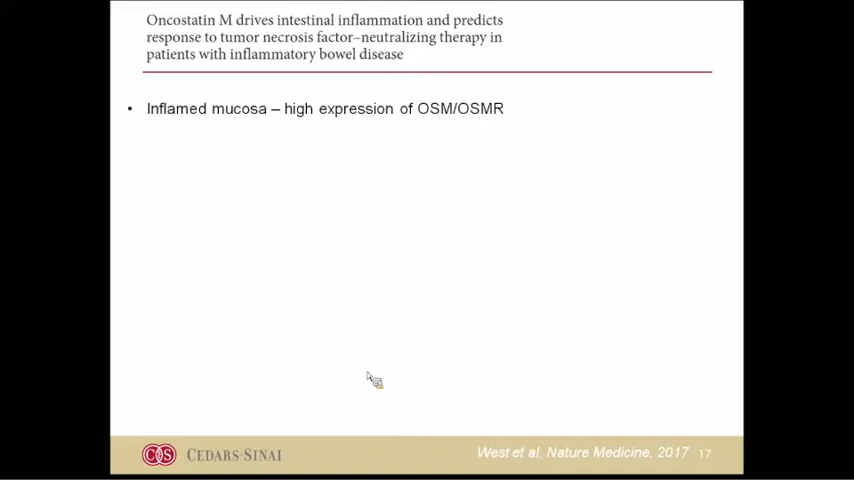 Oncostatin M drives intestinal inflammation and predicts
response to tumor necrosis factor–neutralizing therapy in
patients with inflammatory bowel disease
• Inflamed mucosa – high expression of OSM/OSMR
CEDARS-SINAI
West et al, Nature Medicine, 2017 17